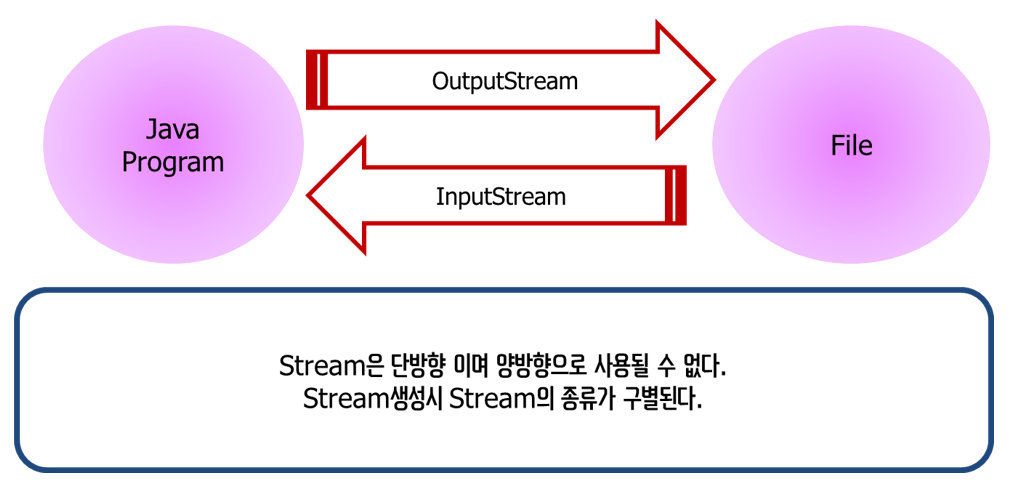 Java
Program
OutputStream
InputStream
File
Stream은 단방향 이며 양방향으로 사용될 수 없다.
Stream생성시 Stream의 종류가 구별된다.